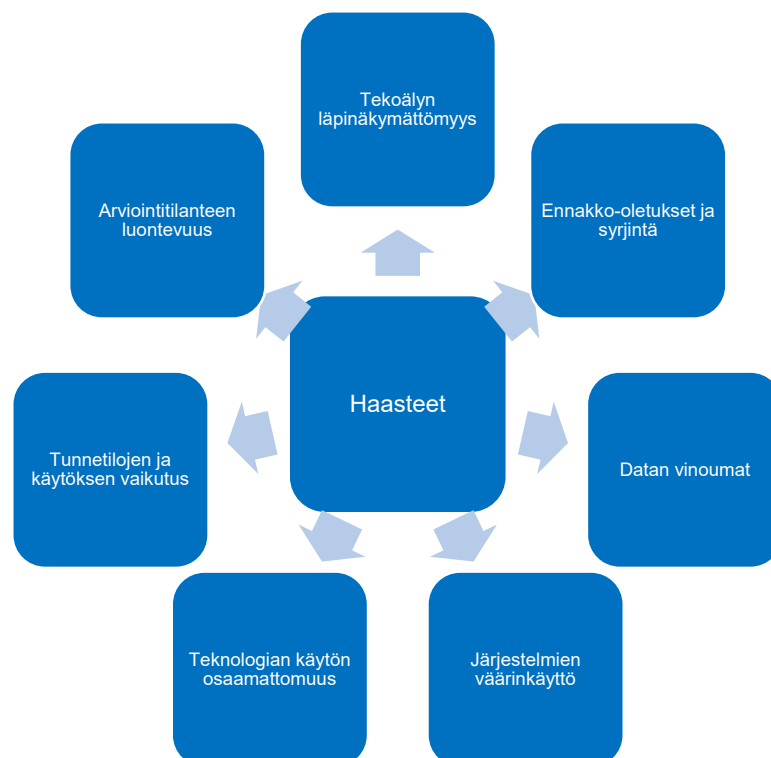 Tekoälyn
läpinäkymättömyys
Ennakko-oletukset ja
syrjintä
Datan vinoumat
Järjestelmien
väärinkäyttö
Teknologian käytön
osaamattomuus
Tunnetilojen ja
käytöksen vaikutus
Arviointitilanteen
luontevuus
Haasteet